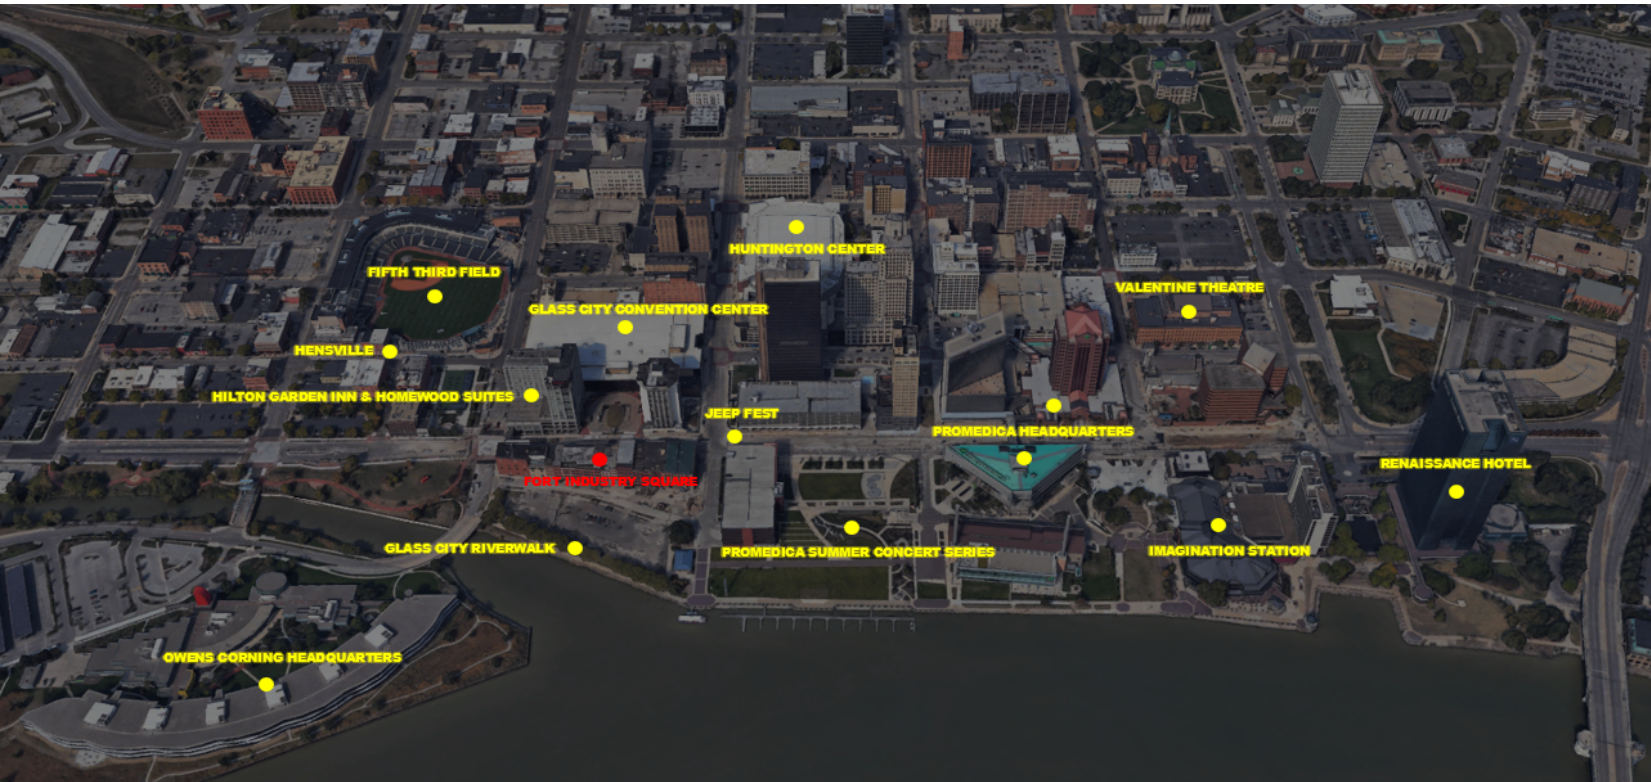 HUNTINGTON CENTER
FIFTH THIRD FIELD
VALENTINE THEATRE
GLASS CITY CONVENTION CENTER
HENSVILLE
HILTON GARDEN INN & HOMEWOOD SUITES
JEEP FEST
PROMEDICA HEADQUARTERS
RENAISSANCE HOTEL
FORT INDUSTRY SQUARE
GLASS CITY RIVERWALK
PROMEDICA SUMMER CONCERT SERIES
IMAGINATION STATION
OWENS CORNING HEADQUARTERS